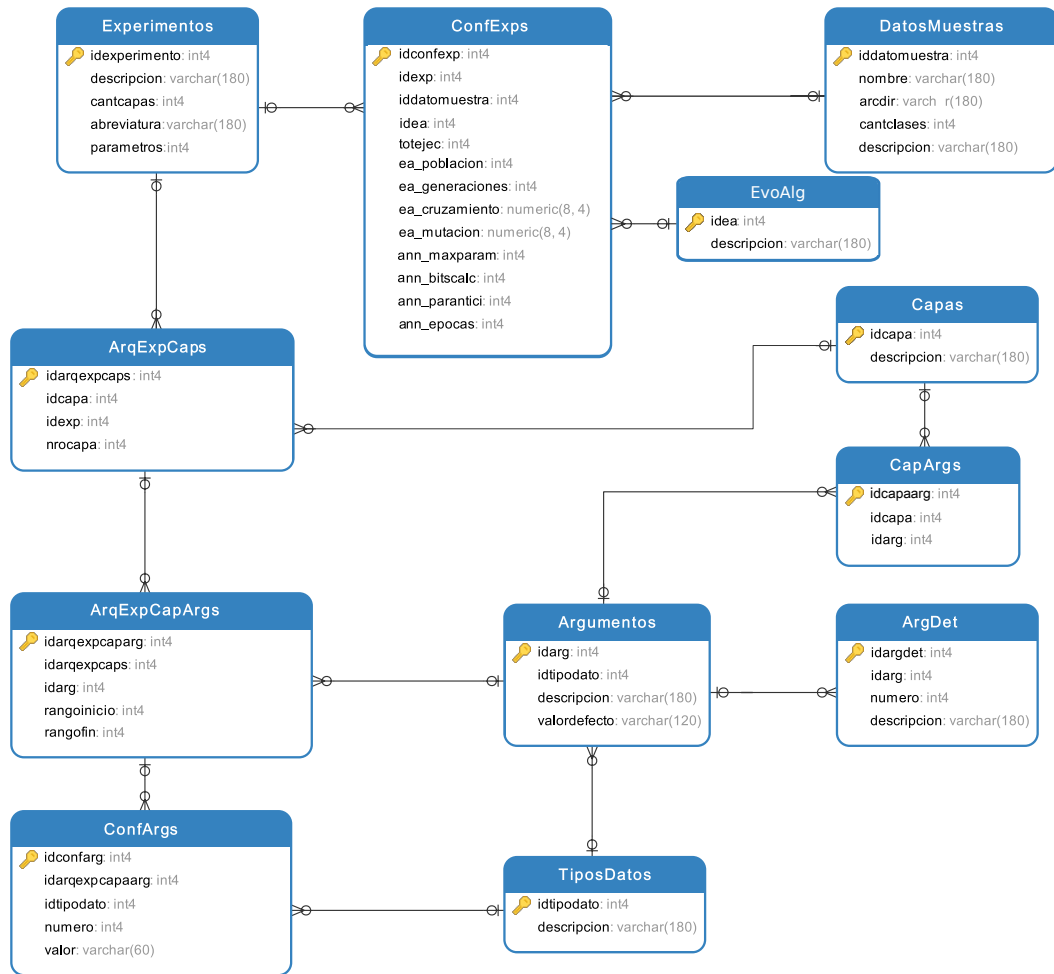 Experimentos
idexperimento: int4
descripcion: varchar(180)
cantcapas: int4
abreviatura:varchar(180)
parametros:int4
ConfExps
idconfexp: int4
idexp: int4
iddatomuestra:int4
idea: int4
totejec: int4
ea_poblacion: int4
ea_generaciones: int4
ea_cruzamiento: numeric(8, 4)
ea_mutacion: numeric(8, 4)
ann_maxparam: int4
ann_bitscalc: int4
ann_parantici: int4
ann_epocas: int4
DatosMuestras
iddatomuestra: int4
nombre: varchar(180)
arcdir: varch r(180)
cantclases: int4
descripcion: varchar(180)
EvoAlg
idea: int4
descripcion: varchar(180)
Capas
idcapa: int4
descripcion: varchar(180)
ArqExpCaps
idarqexpcaps: int4
idcapa: int4
idexp: int4
nrocapa: int4
CapArgs
idcapaarg: int4
idcapa: int4
idarg: int4
ArqExpCapArgs
idarqexpcaparg: int4
idarqexpcaps: int4
idarg: int4
rangoinicio: int4
rangofin: int4
Argumentos
idarg: int4
idtipodato: int4
descripcion: varchar(180)
valordefecto: varchar(120)
ArgDet
idargdet: int4
idarg: int4
numero: int4
descripcion: varchar(180)
ConfArgs
idconfarg: int4
idarqexpcapaarg: int4
idtipodato: int4
numero: int4
valor: varchar(60)
TiposDatos
idtipodato: int4
descripcion: varchar(180)